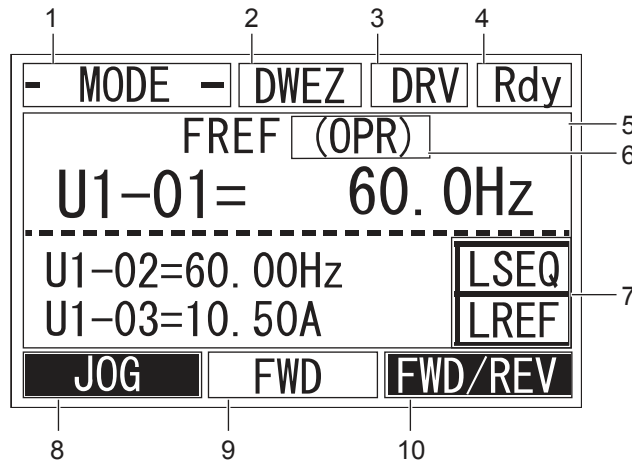 1 2 3 4
- MODE - DWEZ DRV Rdy
5
FREF (OPR)
6
U1-01= 60.0Hz
U1-02=60.00Hz LSEQ
7
U1-03=10.50A LREF
JOG FWD FWD/REV
8 9 10